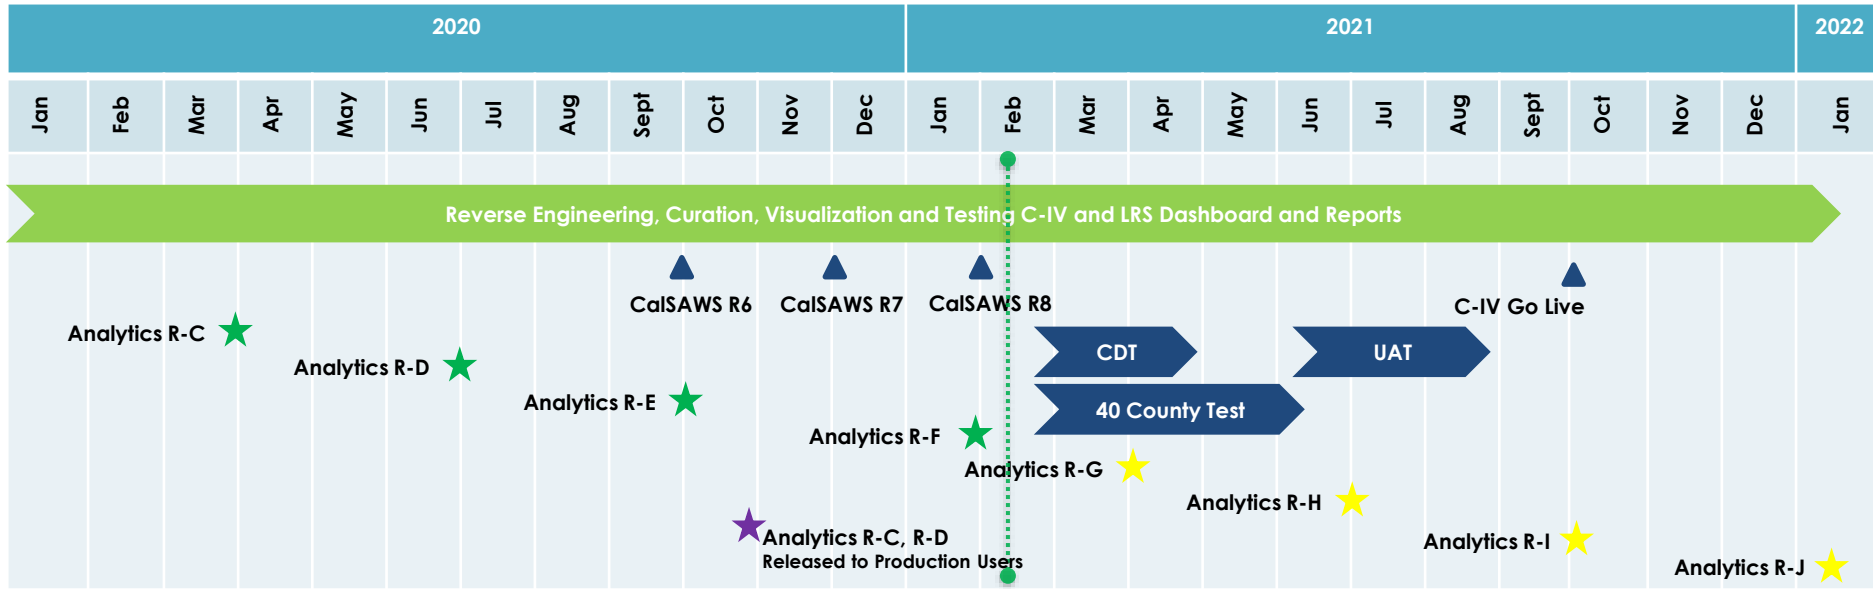 2020
2021
2022
Jan
Feb
Mar
Apr
May
Jun
Jul
Aug
Sept
Oct
Nov
Dec
Jan
Feb
Mar
Apr
May
Jun
Jul
Aug
Sept
Oct
Nov
Dec
Jan
Reverse Engineering, Curation, Visualization and Testing C-IV and LRS Dashboard and Reports
CalSAWS R6
CalSAWS R7
CalSAWS R8
C-IV Go Live
Analytics R-C
CDT
UAT
Analytics R-D
Analytics R-E
40 County Test
Analytics R-F
Analytics R-G
Analytics R-H
Analytics R-C, R-D
Released to Production Users
Analytics R-I
Analytics R-J